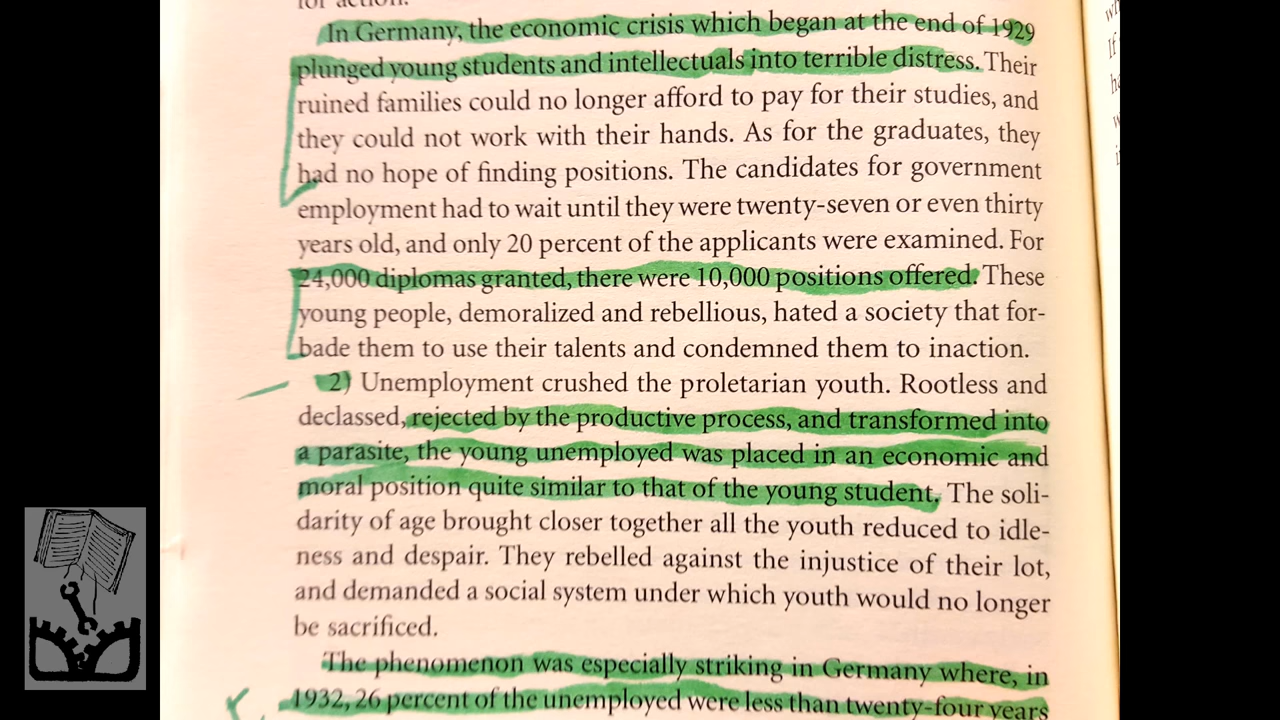 for action.
In Germany, the economic crisis which began at the end of 1929
plunged young students and intellectuals into terrible distress. Their
ruined families could no longer afford to pay for their studies, and
they could not work with their hands. As for the graduates, they
had no hope of finding positions. The candidates for government
employment had to wait until they were twenty-seven or even thirty
years old, and only 20 percent of the applicants were examined. For
24,000 diplomas granted, there were 10,000 positions offered. These
young people, demoralized and rebellious, hated a society that for-
bade them to use their talents and condemned them to inaction.
2) Unemployment crushed the proletarian youth. Rootless and
declassed, rejected by the productive process, and transformed into
a parasite, the young unemployed was placed in an economic and
moral position quite similar to that of the young student. The soli-
darity of age brought closer together all the youth reduced to idle-
ness and despair. They rebelled against the injustice of their lot,
and demanded a social system under which youth would no longer
be sacrificed.
The phenomenon was especially striking in Germany where, in
1932, 26 percent of the unemployed were less than twenty-four years